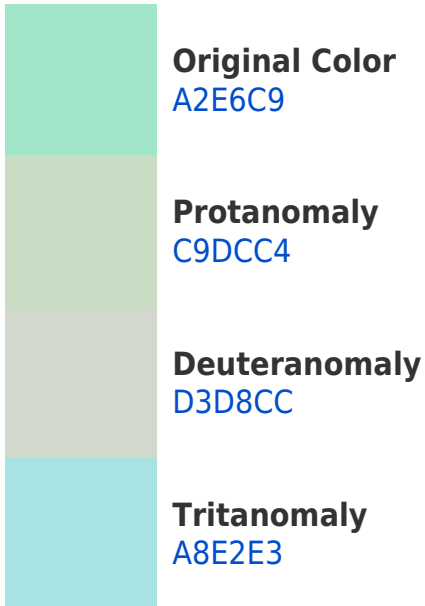 Original Color
A2E6C9
Protanomaly
C9DCC4
Deuteranomaly
D3D8CC
Tritanomaly
A8E2E3